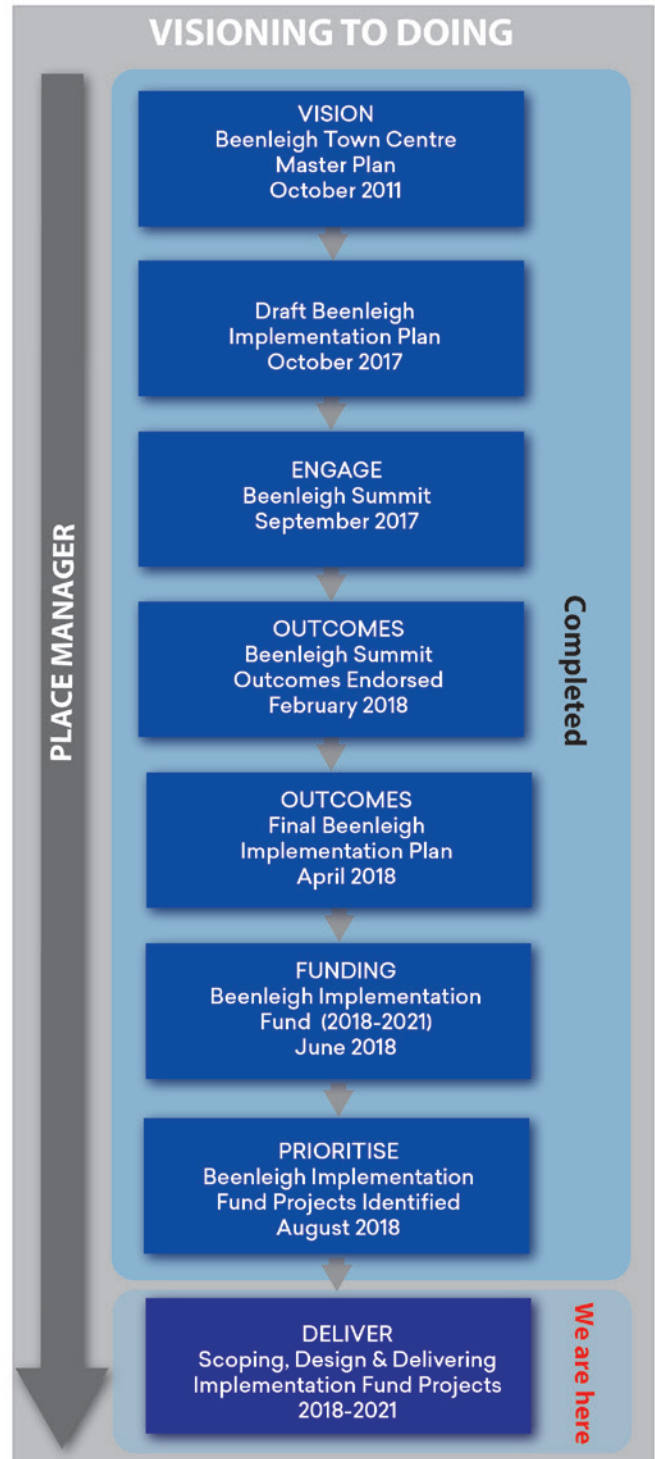 VISIONING TO DOING
PLACE MANAGER
VISION
Beenleigh Town Centre
Master Plan
October 2011
Draft Beenleigh
Implementation Plan
October 2017
ENGAGE
Beenleigh Summit
September 2017
OUTCOMES
Beenleigh Summit
Outcomes Endorsed
February 2018
OUTCOMES
Final Beenleigh
Implementation Plan
April 2018
FUNDING
Beenleigh Implementation
Fund (2018-2021)
June 2018
PRIORITISE
Beenleigh Implementation
Fund Projects Identified
August 2018
Completed
DELIVER
Scoping, Design & Delivering
Implementation Fund Projects
2018-2021
We are here